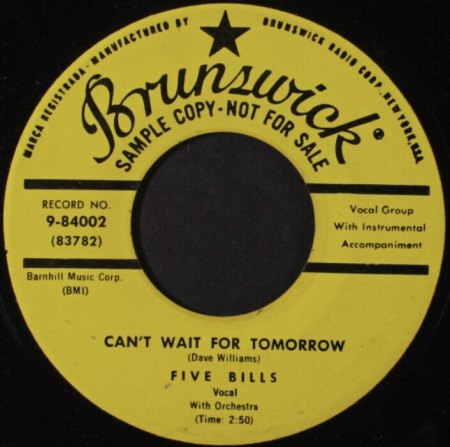 MARCA REGISTRADA · MANUFACTURED BY ★ BRUNSWICK RADIO CORP., NEW YORK, U.S.A.
Brunswick®
SAMPLE COPY - NOT FOR SALE
RECORD NO.
9-84002
(83782)
Vocal Group
With Instrumental
Accompaniment
Barnhill Music Corp.
(BMI)
CAN'T WAIT FOR TOMORROW
(Dave Williams)
FIVE BILLS
Vocal
With Orchestra
(Time: 2:50)